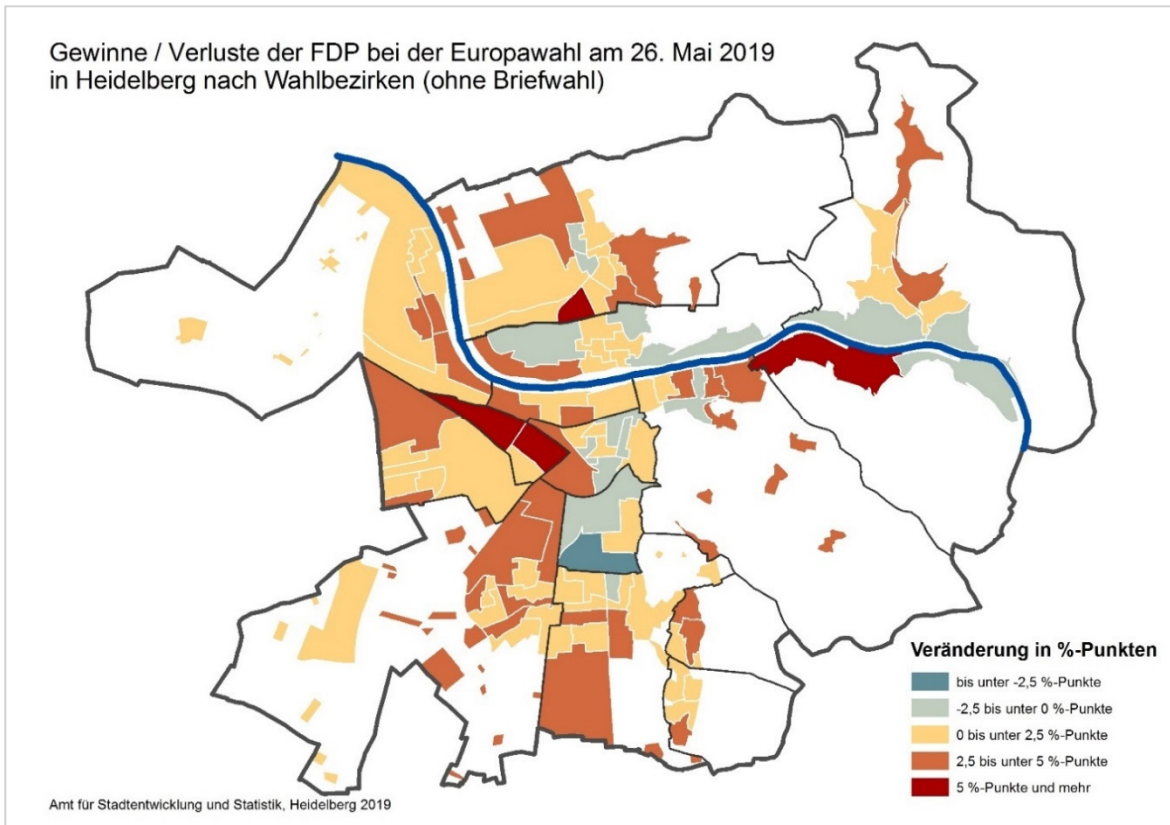 Gewinne / Verluste der FDP bei der Europawahl am 26. Mai 2019
in Heidelberg nach Wahlbezirken (ohne Briefwahl)
Veränderung in %-Punkten
bis unter -2,5 %-Punkte
-2,5 bis unter 0 %-Punkte
0 bis unter 2,5 %-Punkte
2,5 bis unter 5 %-Punkte
5 %-Punkte und mehr
Amt für Stadtentwicklung und Statistik, Heidelberg 2019